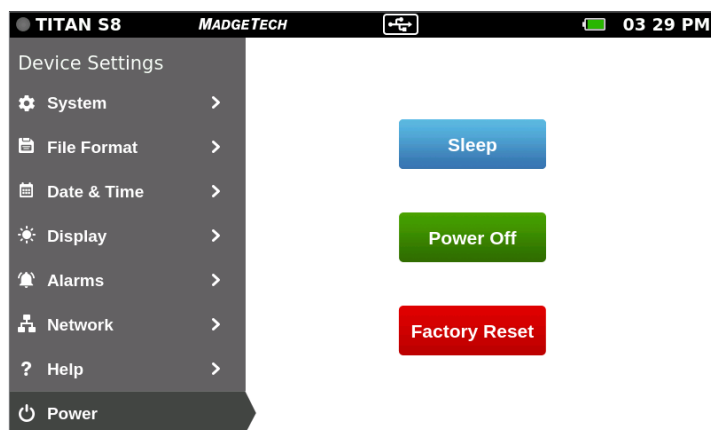 TITAN S8 MADGETECH 03 29 PM
Device Settings
System
File Format
Date & Time
Display
Alarms
Network
? Help
Power
Sleep
Power Off
Factory Reset